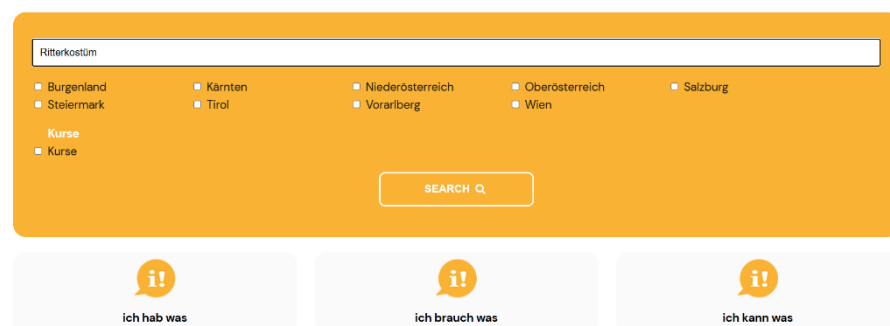 Ritterkostüm
Burgenland Kärnten Niederösterreich Oberösterreich Salzburg
Steiermark Tirol Vorarlberg Wien
Kurse
Kurse
SEARCH
i! i! i!
ich hab was ich brauch was ich kann was